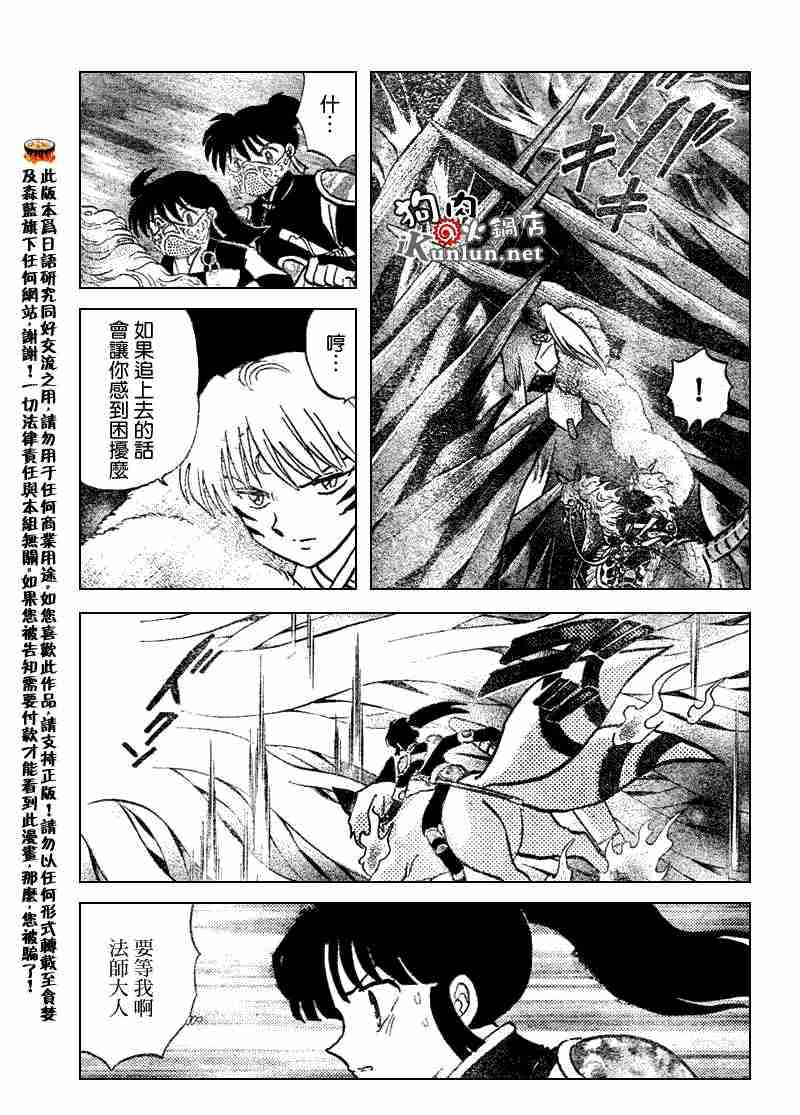 ギギギギ
狗肉火鍋店
iKunlun.net
!
什…
哼…
如果追上去的話
會讓你感到困擾麼
要等我啊
法師大人
此版本爲日語研究同好交流之用,請勿用于任何商業用途,如您喜歡此作品,請支持正版!請勿以任何形式轉載至貪婪
及淼藍旗下任何網站,謝謝!一切法律責任與本組無關,如果您被告知需要付款才能看到此漫畫,那麼,您被騙了!